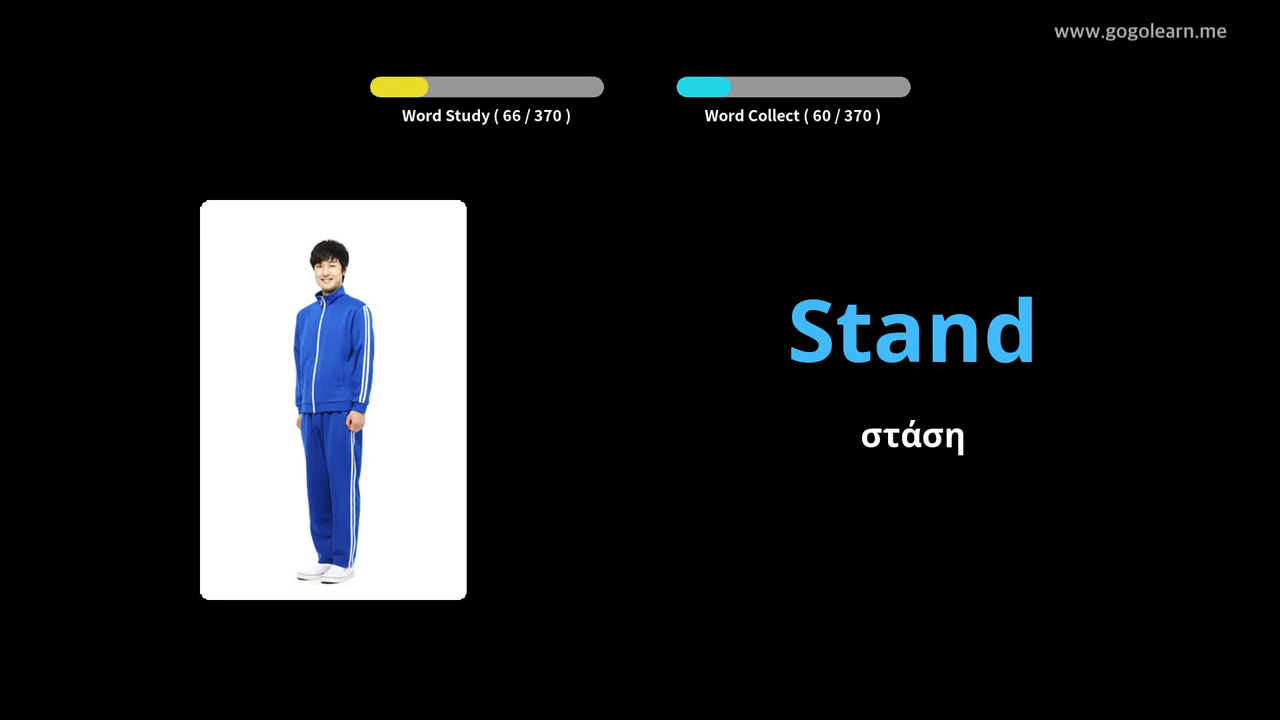 www.gogolearn.me
Word Study ( 66 / 370 )
Word Collect ( 60 / 370 )
Stand
στάση